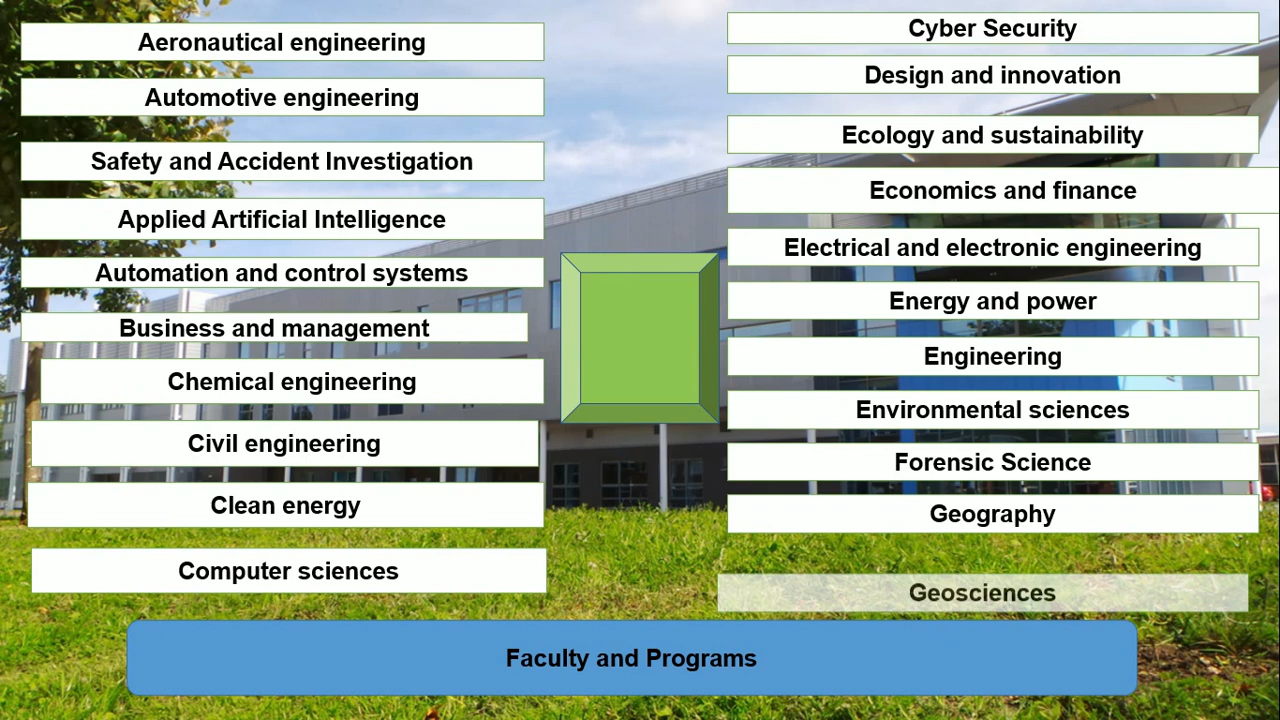 Aeronautical engineering
Automotive engineering
Safety and Accident Investigation
Applied Artificial Intelligence
Automation and control systems
Business and management
Chemical engineering
Civil engineering
Clean energy
Computer sciences
Cyber Security
Design and innovation
Ecology and sustainability
Economics and finance
Electrical and electronic engineering
Energy and power
Engineering
Environmental sciences
Forensic Science
Geography
Geosciences
Faculty and Programs